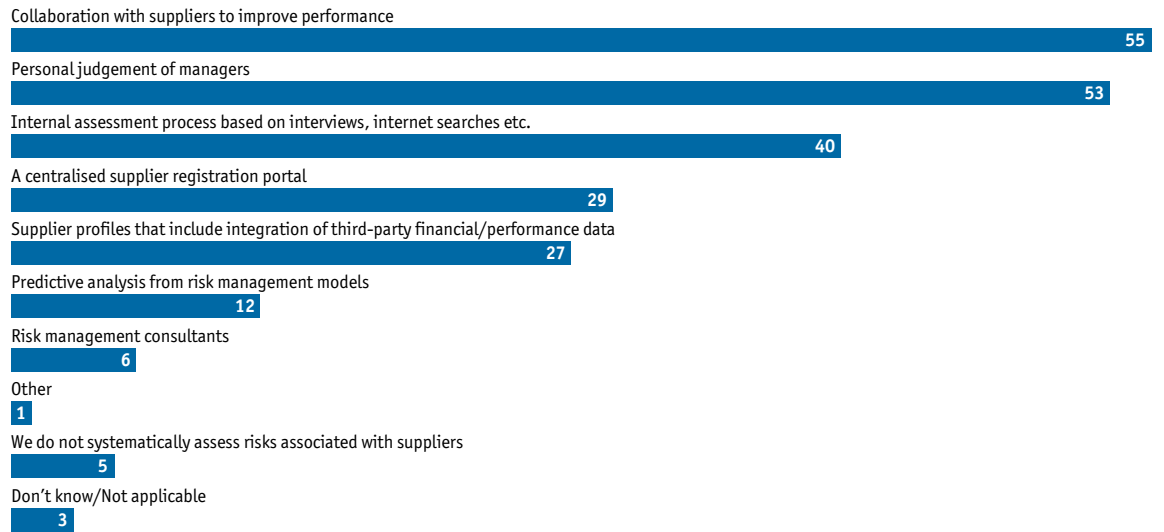 Collaboration with suppliers to improve performance
55
Personal judgement of managers
53
Internal assessment process based on interviews, internet searches etc.
40
A centralised supplier registration portal
29
Supplier profiles that include integration of third-party financial/performance data
27
Predictive analysis from risk management models
12
Risk management consultants
6
Other
1
We do not systematically assess risks associated with suppliers
5
Don’t know/Not applicable
3